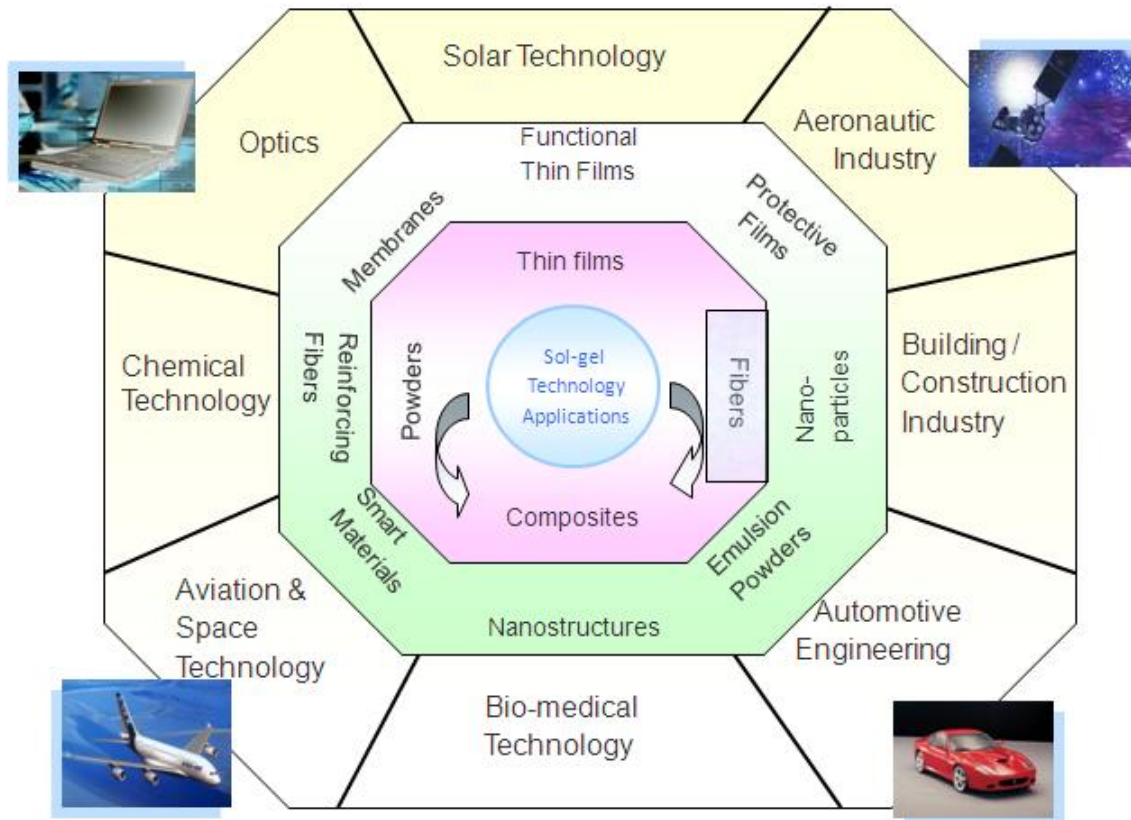 Solar Technology
Optics
Aeronautic
Industry
Functional
Thin Films
Membranes
Protective
Films
Thin films
Chemical
Technology
Reinforcing
Fibers
Powders
Sol-gel
Technology
Applications
Fibers
Nano-
particles
Building /
Construction
Industry
Composites
Smart
Materials
Emulsion
Powders
Nanostructures
Aviation &
Space
Technology
Bio-medical
Technology
Automotive
Engineering